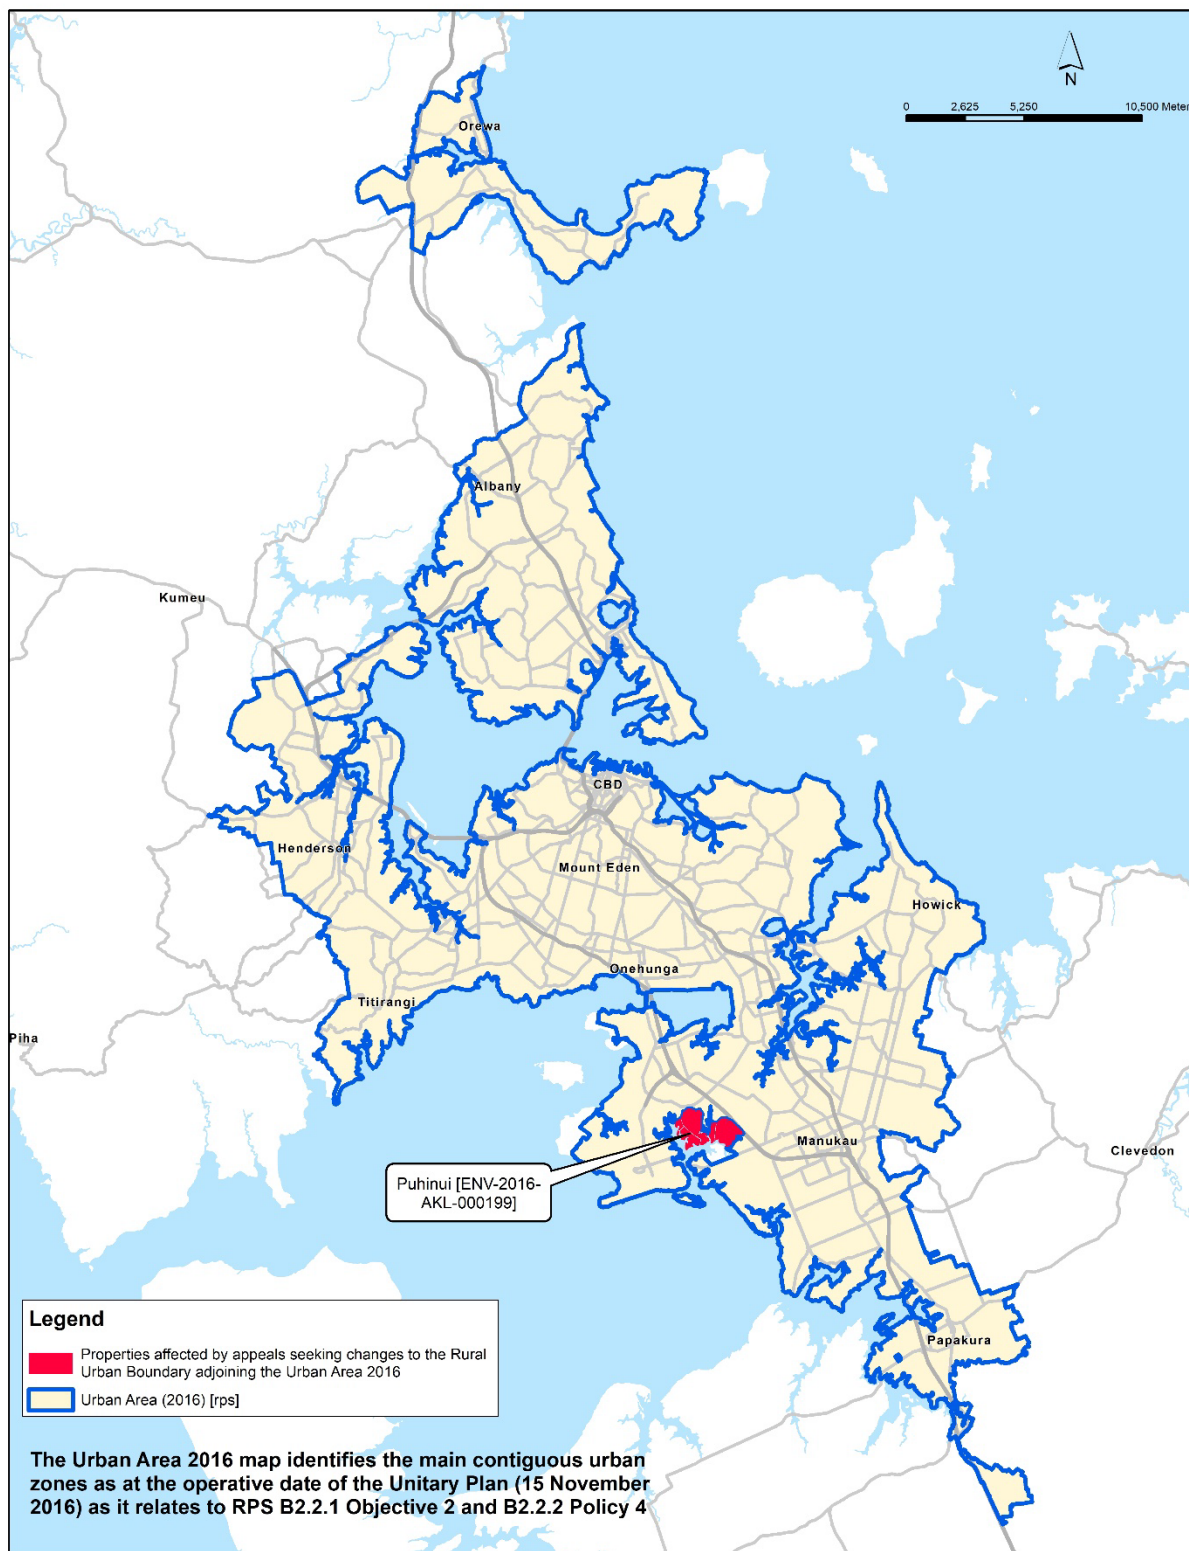 N
0 2,625 5,250 10,500 Meter
Orewa
Albany
Kumeu
CBD
Henderson
Mount Eden
Howick
Onehunga
Titirangi
Piha
Manukau
Clevedon
Puhinui [ENV-2016-
AKL-000199]
Papakura
Legend
Properties affected by appeals seeking changes to the Rural
Urban Boundary adjoining the Urban Area 2016
Urban Area (2016) [rps]
The Urban Area 2016 map identifies the main contiguous urban
zones as at the operative date of the Unitary Plan (15 November
2016) as it relates to RPS B2.2.1 Objective 2 and B2.2.2 Policy 4